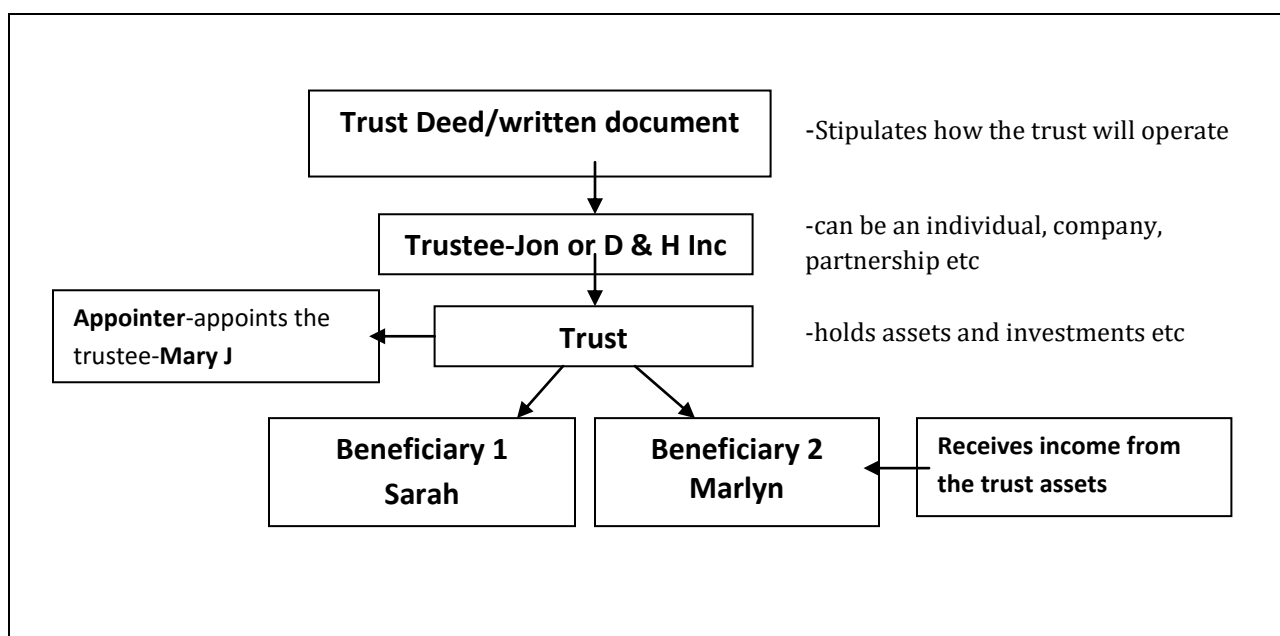 Trust Deed/written document
-Stipulates how the trust will operate
Trustee-Jon or D & H Inc
-can be an individual, company,
partnership etc
Appointer-appoints the
trustee-Mary J
Trust
-holds assets and investments etc
Beneficiary 1
Sarah
Beneficiary 2
Marlyn
Receives income from
the trust assets